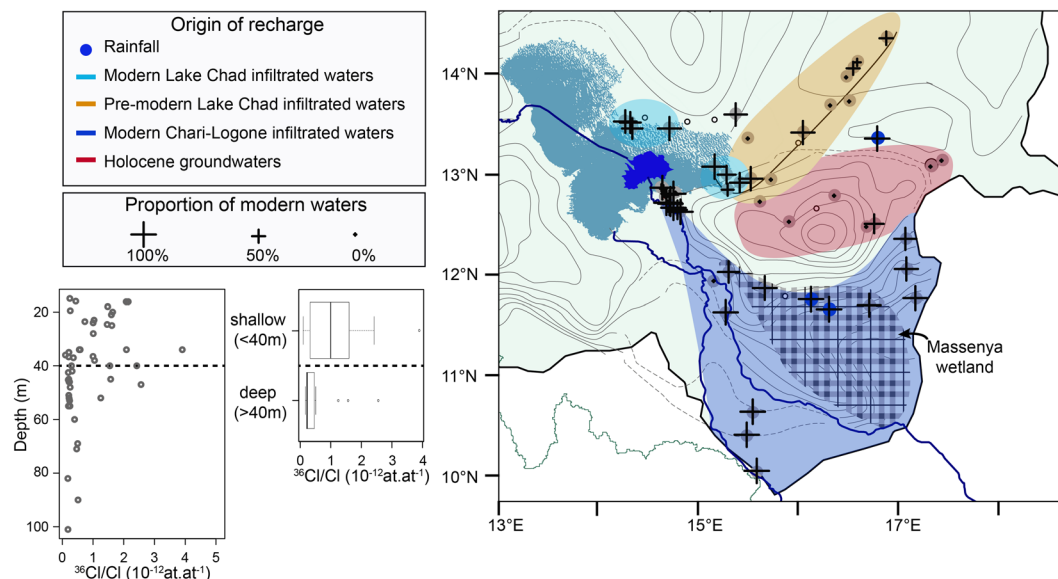 Origin of recharge
Rainfall
Modern Lake Chad infiltrated waters
Pre-modern Lake Chad infiltrated waters
Modern Chari-Logone infiltrated waters
Holocene groundwaters
Proportion of modern waters
100%
50%
0%
Depth (m)
20
40
60
80
100
0
1
2
3
4
5
³⁶Cl/Cl (10⁻¹²at.at⁻¹)
shallow
(<40m)
deep
(>40m)
0
1
2
3
4
³⁶Cl/Cl (10⁻¹²at.at⁻¹)
14°N
13°N
12°N
11°N
10°N
13°E
15°E
17°E
Massenya
wetland